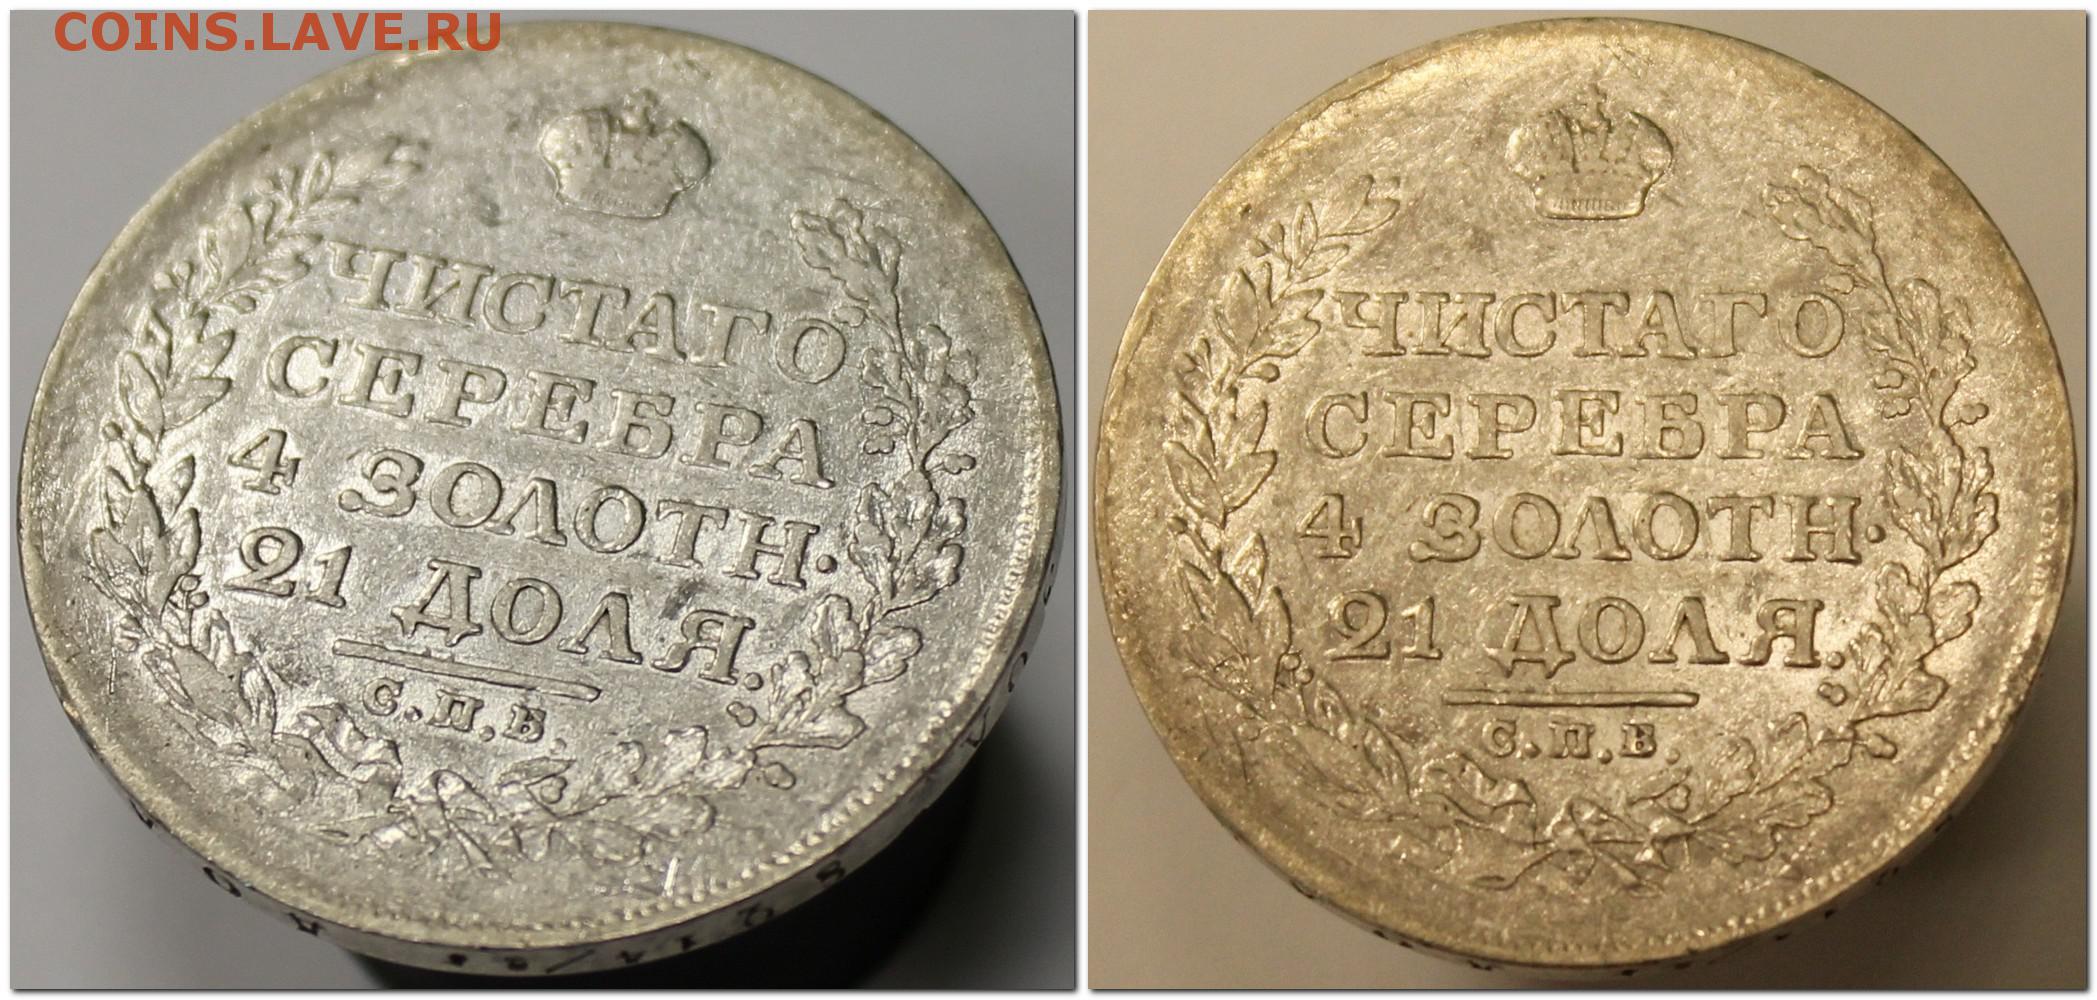 COINS.LAVE.RU
ЧИСТАГО
СЕРЕБРА
4 ЗОЛОТН.
21 ДОЛЯ.
С.П.Б.
ЧИСТАГО
СЕРЕБРА
4 ЗОЛОТН.
21 ДОЛЯ.
С.П.Б.